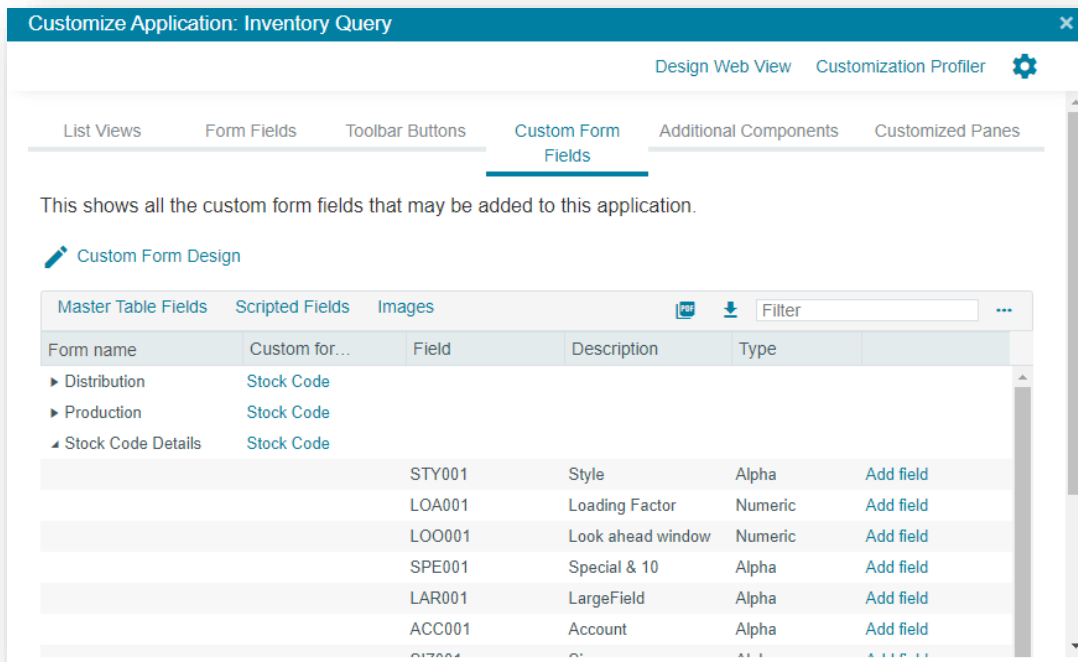 Customize Application: Inventory Query
Design Web View Customization Profiler
List Views Form Fields Toolbar Buttons Custom Form Fields Additional Components Customized Panes
This shows all the custom form fields that may be added to this application.
Custom Form Design
Master Table Fields Scripted Fields Images PDF Filter ...
Form name Custom for... Field Description Type
Distribution Stock Code
Production Stock Code
Stock Code Details Stock Code
STY001 Style Alpha Add field
LOA001 Loading Factor Numeric Add field
LOO001 Look ahead window Numeric Add field
SPE001 Special & 10 Alpha Add field
LAR001 LargeField Alpha Add field
ACC001 Account Alpha Add field